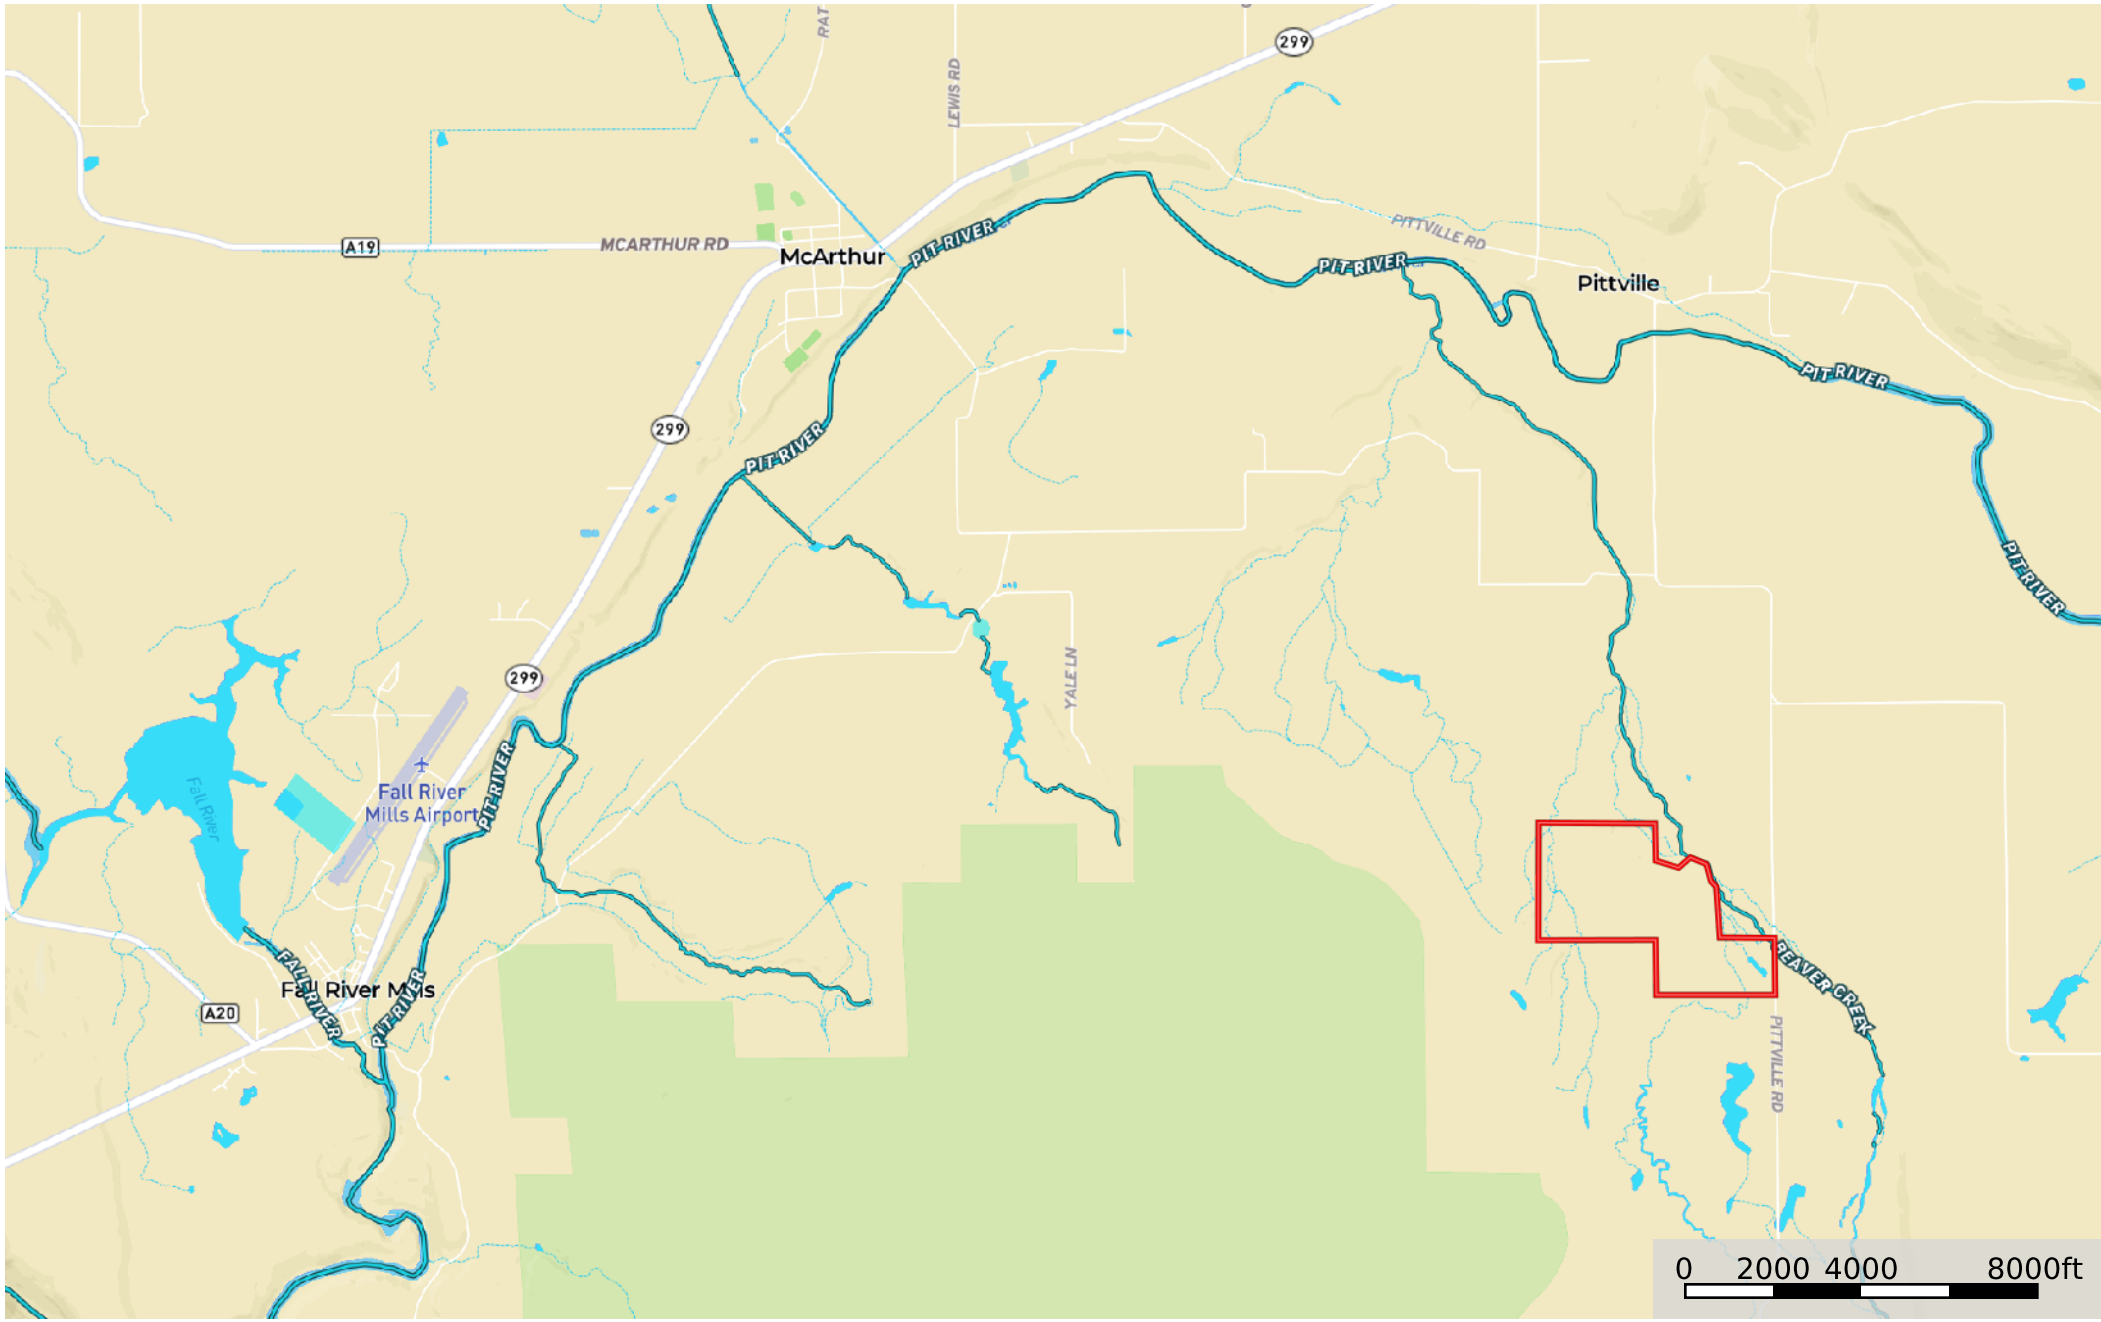 RAT
299
LEWIS RD
A19
MCARTHUR RD
McArthur
PIT RIVER
PITTVILLE RD
PIT RIVER
Pittville
PIT RIVER
299
PIT RIVER
PIT RIVER
299
YALE LN
PIT RIVER
Fall River
Fall River
Mills Airport
FALL RIVER
Fall River Mills
PIT RIVER
A20
BEAVER CREEK
PITTVILLE RD
0 2000 4000 8000ft